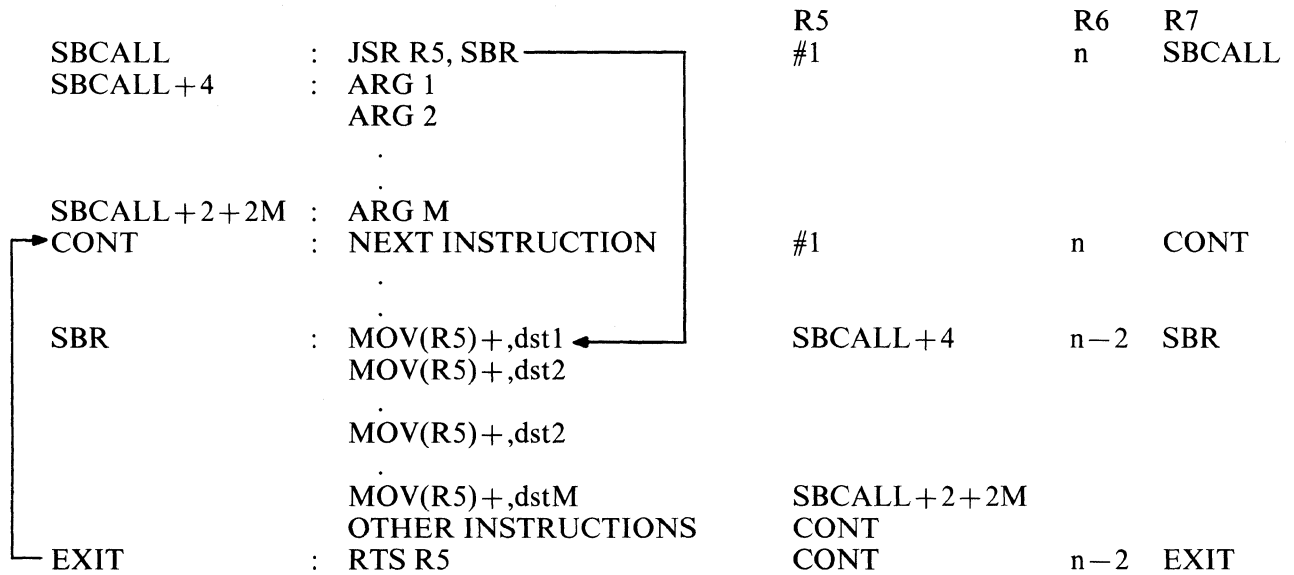 R5 R6 R7
SBCALL : JSR R5, SBR #1 n SBCALL
SBCALL+4 : ARG 1
ARG 2
.
.
SBCALL+2+2M : ARG M
CONT : NEXT INSTRUCTION #1 n CONT
.
.
SBR : MOV(R5)+,dst1 SBCALL+4 n−2 SBR
MOV(R5)+,dst2
.
MOV(R5)+,dst2
.
MOV(R5)+,dstM SBCALL+2+2M
OTHER INSTRUCTIONS CONT
EXIT : RTS R5 CONT n−2 EXIT